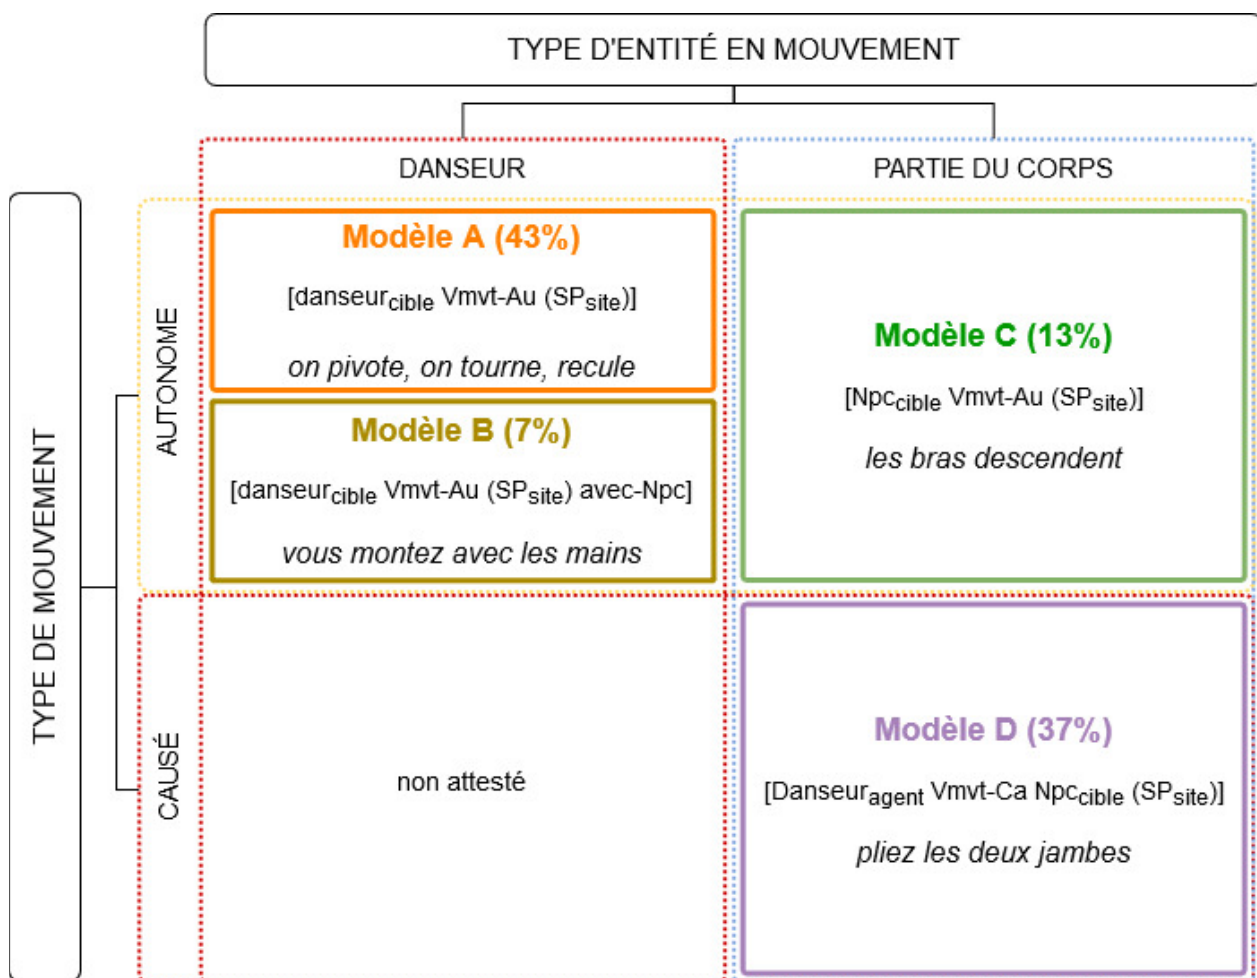 TYPE D'ENTITÉ EN MOUVEMENT
DANSEUR
PARTIE DU CORPS
TYPE DE MOUVEMENT
AUTONOME
Modèle A (43%)
[danseurcible Vmvt-Au (SPsite)]
on pivote, on tourne, recule
Modèle B (7%)
[danseurcible Vmvt-Au (SPsite) avec-Npc]
vous montez avec les mains
Modèle C (13%)
[Npccible Vmvt-Au (SPsite)]
les bras descendent
CAUSÉ
non attesté
Modèle D (37%)
[Danseuragent Vmvt-Ca Npccible (SPsite)]
pliez les deux jambes